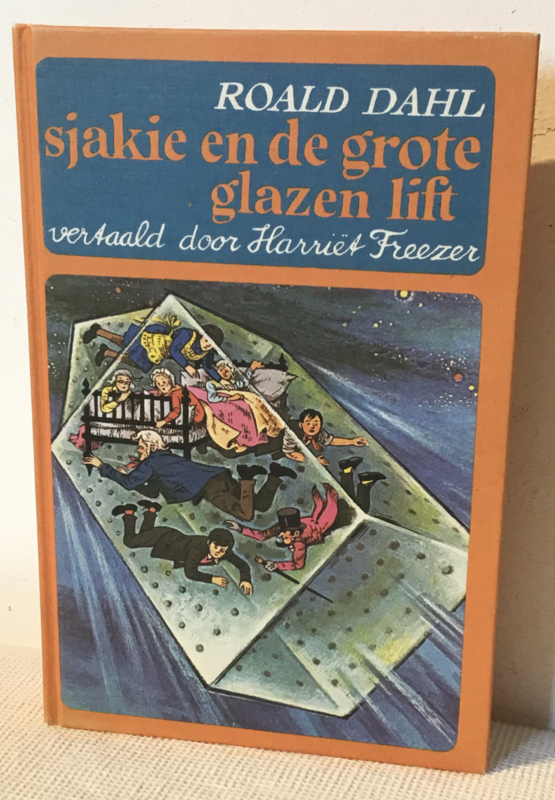 ROALD DAHL
sjakie en de grote
glazen lift
vertaald door Harriët Freezer